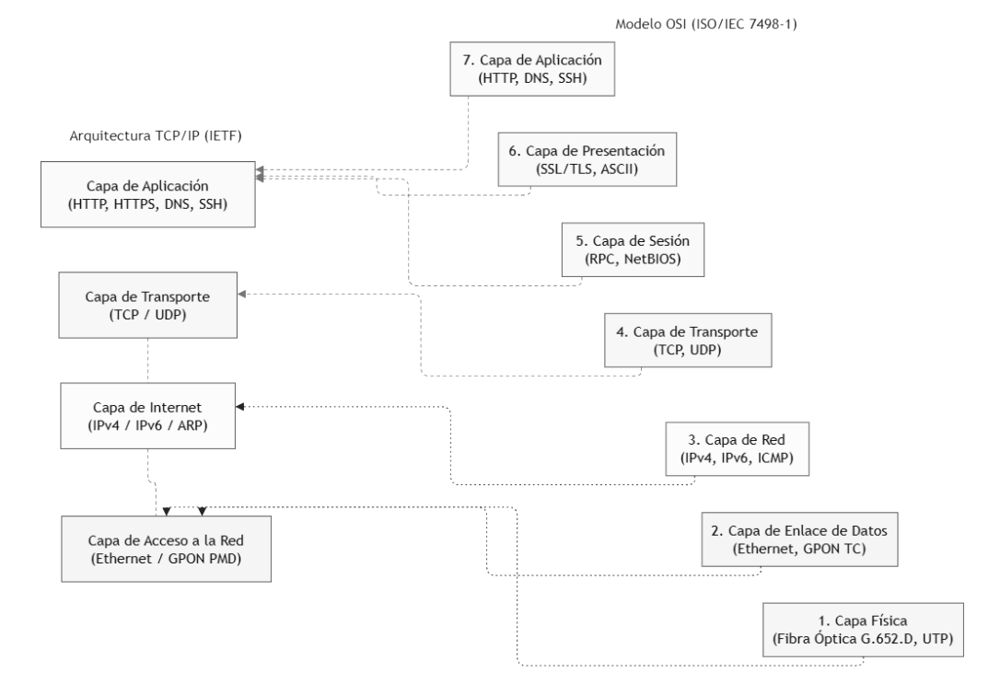 Modelo OSI (ISO/IEC 7498-1)
7. Capa de Aplicación
(HTTP, DNS, SSH)
Arquitectura TCP/IP (IETF)
6. Capa de Presentación
(SSL/TLS, ASCII)
Capa de Aplicación
(HTTP, HTTPS, DNS, SSH)
5. Capa de Sesión
(RPC, NetBIOS)
Capa de Transporte
(TCP / UDP)
4. Capa de Transporte
(TCP, UDP)
Capa de Internet
(IPv4 / IPv6 / ARP)
3. Capa de Red
(IPv4, IPv6, ICMP)
Capa de Acceso a la Red
(Ethernet / GPON PMD)
2. Capa de Enlace de Datos
(Ethernet, GPON TC)
1. Capa Física
(Fibra Óptica G.652.D, UTP)